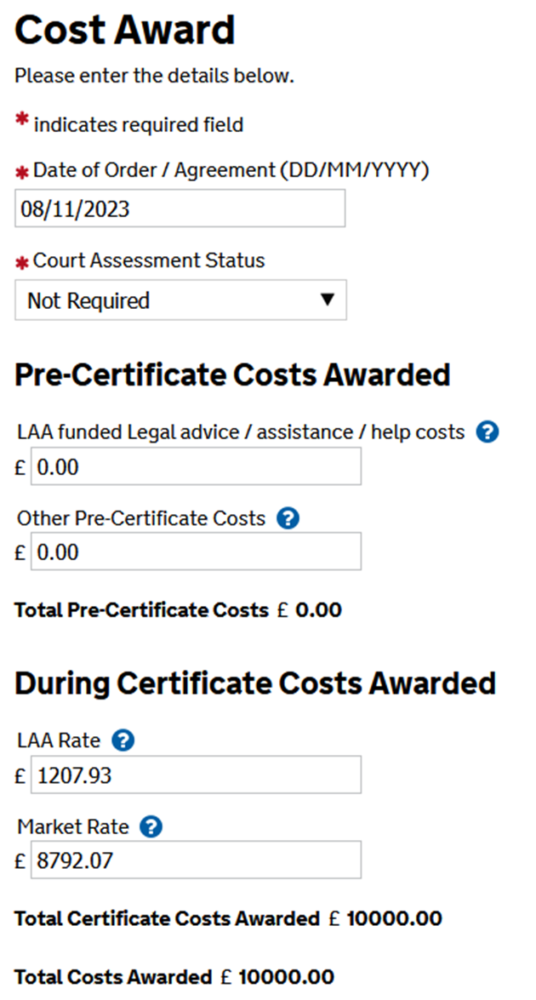 Cost Award
Please enter the details below.
* indicates required field
* Date of Order / Agreement (DD/MM/YYYY)
08/11/2023
* Court Assessment Status
Not Required
Pre-Certificate Costs Awarded
LAA funded Legal advice / assistance / help costs ?
£ 0.00
Other Pre-Certificate Costs ?
£ 0.00
Total Pre-Certificate Costs £ 0.00
During Certificate Costs Awarded
LAA Rate ?
£ 1207.93
Market Rate ?
£ 8792.07
Total Certificate Costs Awarded £ 10000.00
Total Costs Awarded £ 10000.00